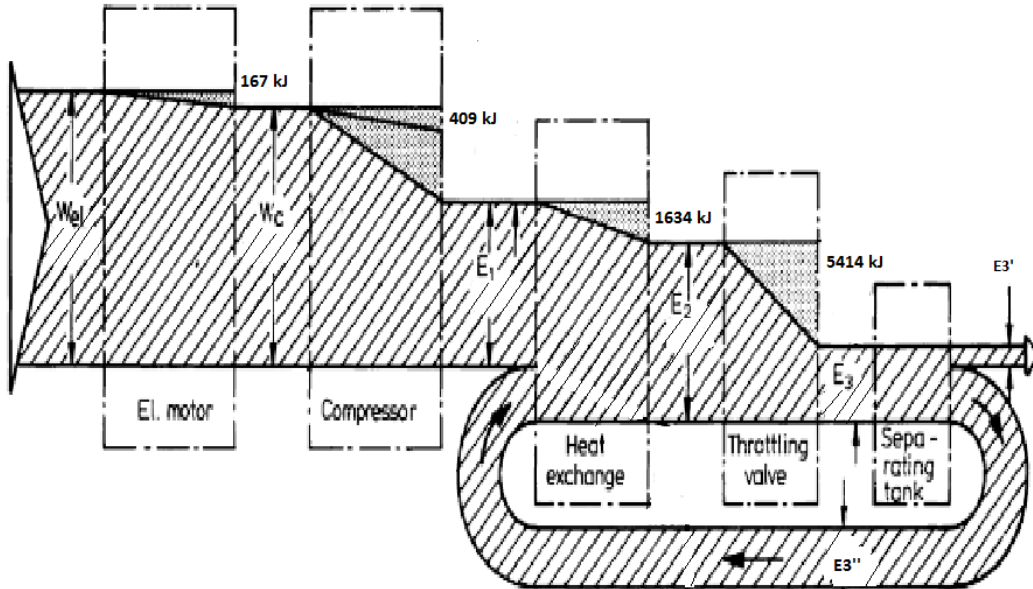 167 kJ
409 kJ
Wel
Wc
E1
1634 kJ
E2
5414 kJ
E3'
E3
El. motor
Compressor
Heat
exchange
Throttling
valve
Sepa-
rating
tank
E3''